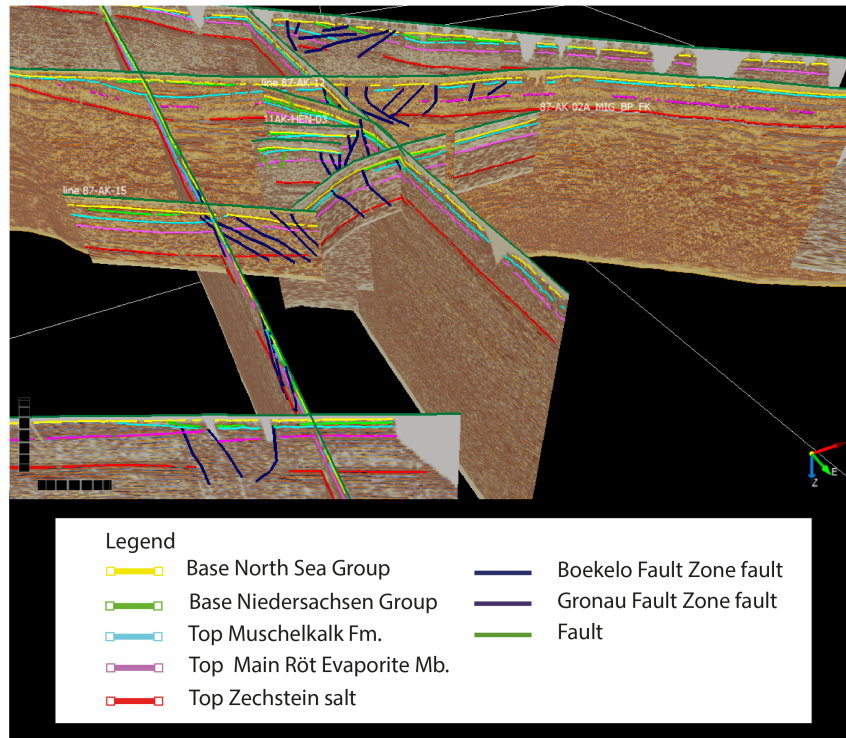 line 87-AK-11
11AK-HEN-03
87-AK-02A_MIG_BP_FK
line 87-AK-15
E
Z
Legend
Base North Sea Group
Base Niedersachsen Group
Top Muschelkalk Fm.
Top Main Röt Evaporite Mb.
Top Zechstein salt
Boekelo Fault Zone fault
Gronau Fault Zone fault
Fault